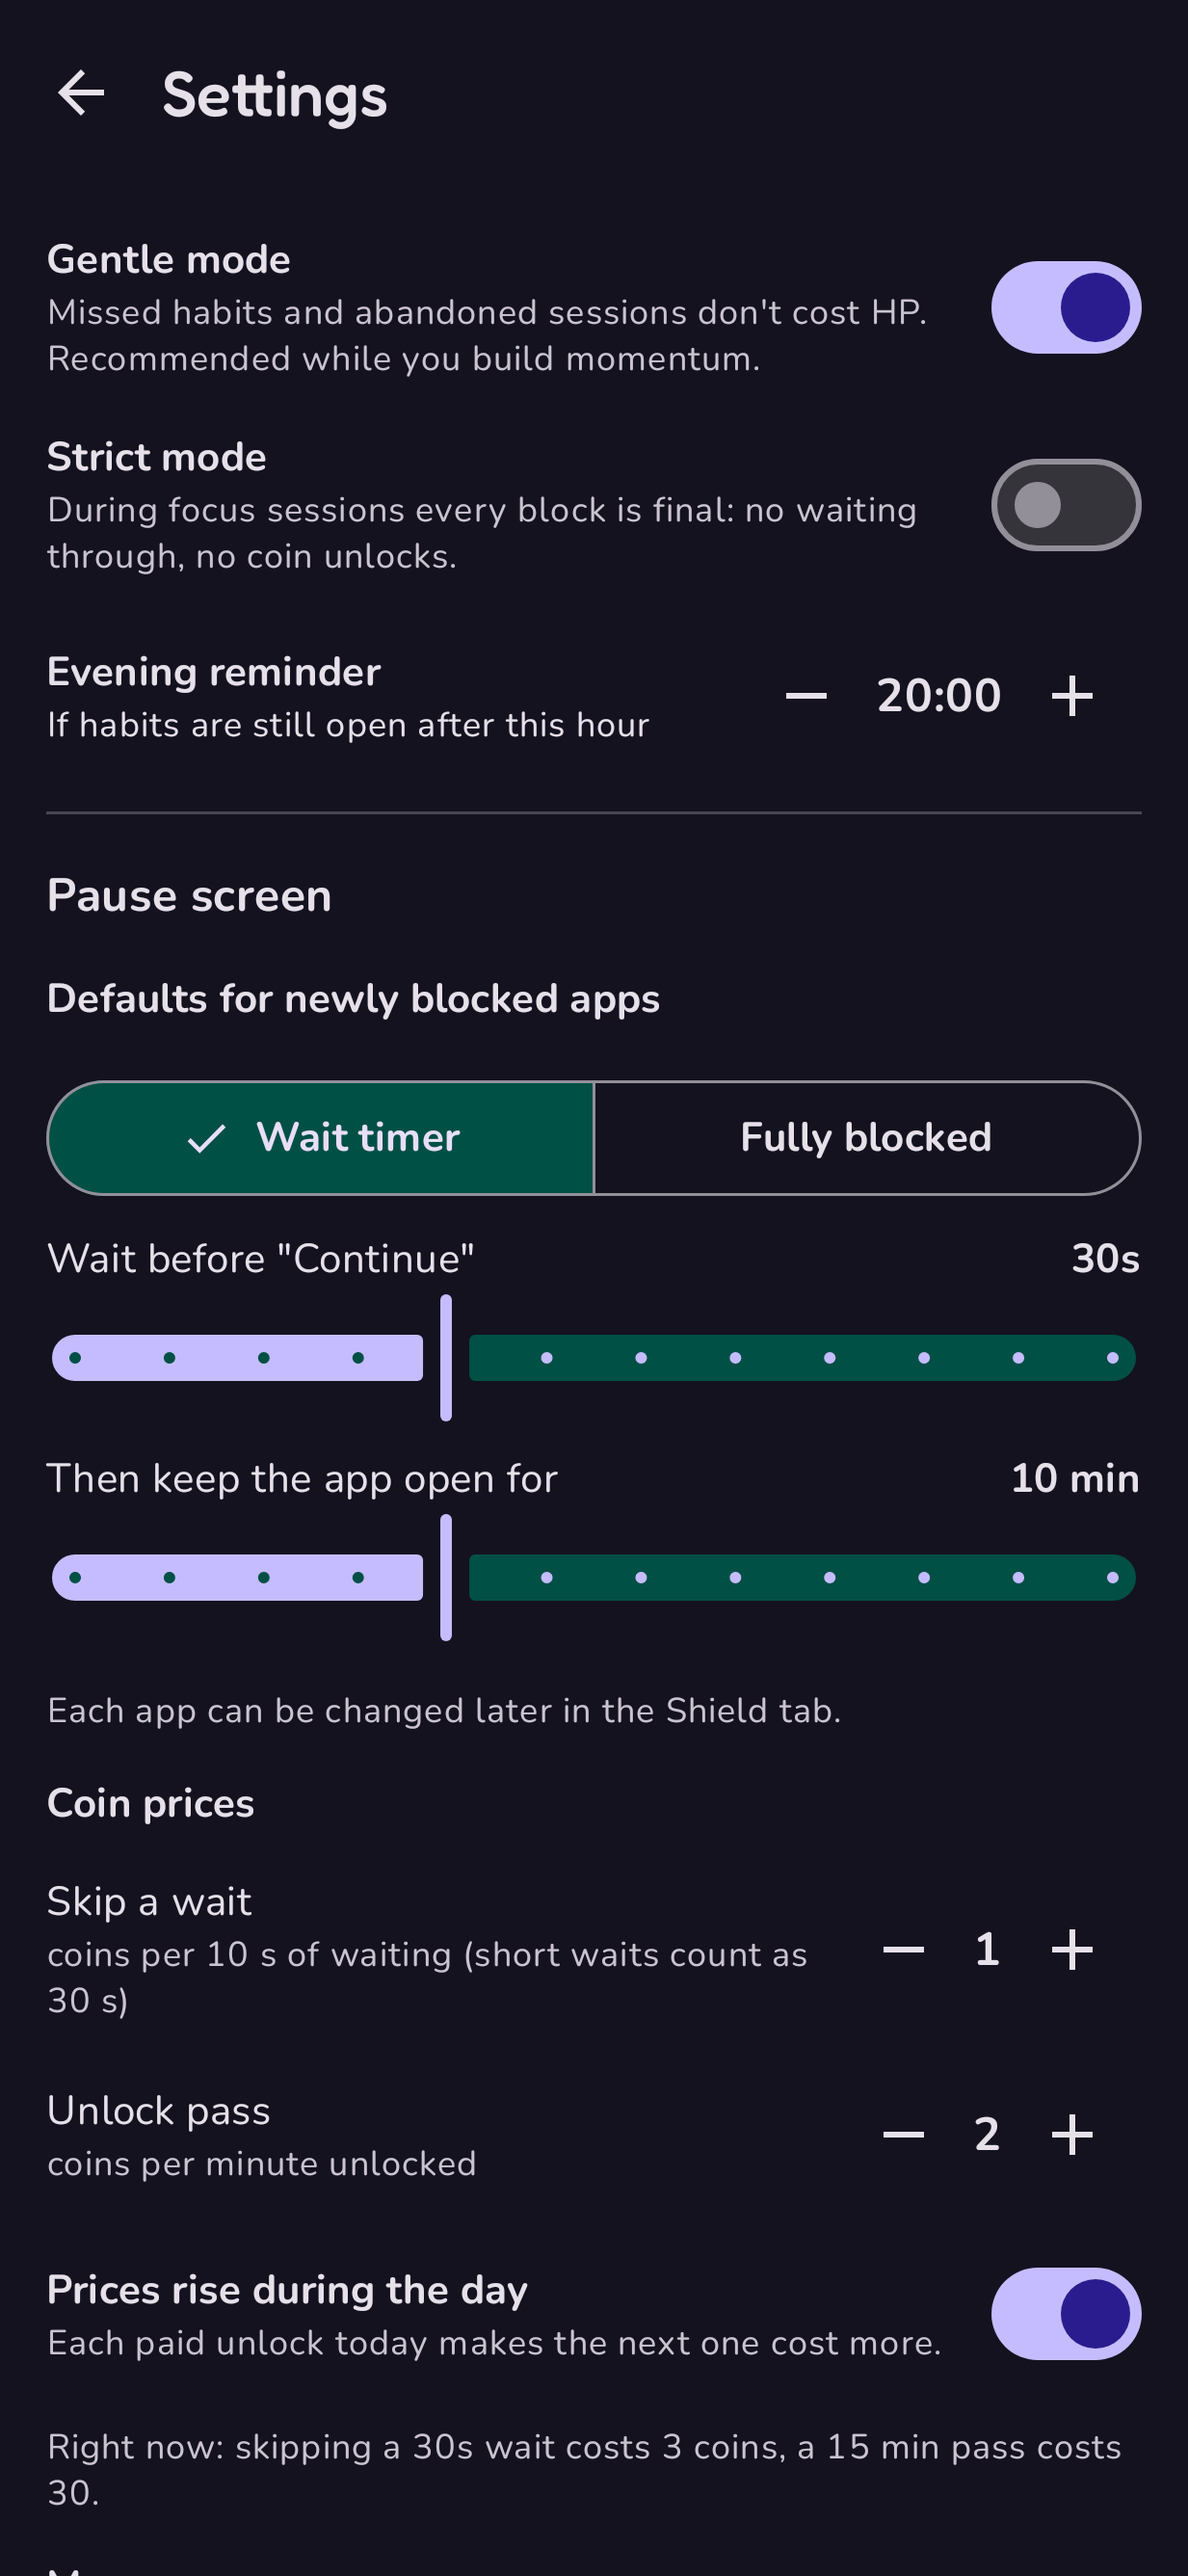 Settings
Gentle mode
Missed habits and abandoned sessions don't cost HP.
Recommended while you build momentum.
Strict mode
During focus sessions every block is final: no waiting
through, no coin unlocks.
Evening reminder
If habits are still open after this hour
20:00
Pause screen
Defaults for newly blocked apps
Wait timer
Fully blocked
Wait before "Continue"
30s
Then keep the app open for
10 min
Each app can be changed later in the Shield tab.
Coin prices
Skip a wait
coins per 10 s of waiting (short waits count as
30 s)
1
Unlock pass
coins per minute unlocked
2
Prices rise during the day
Each paid unlock today makes the next one cost more.
Right now: skipping a 30s wait costs 3 coins, a 15 min pass costs
30.